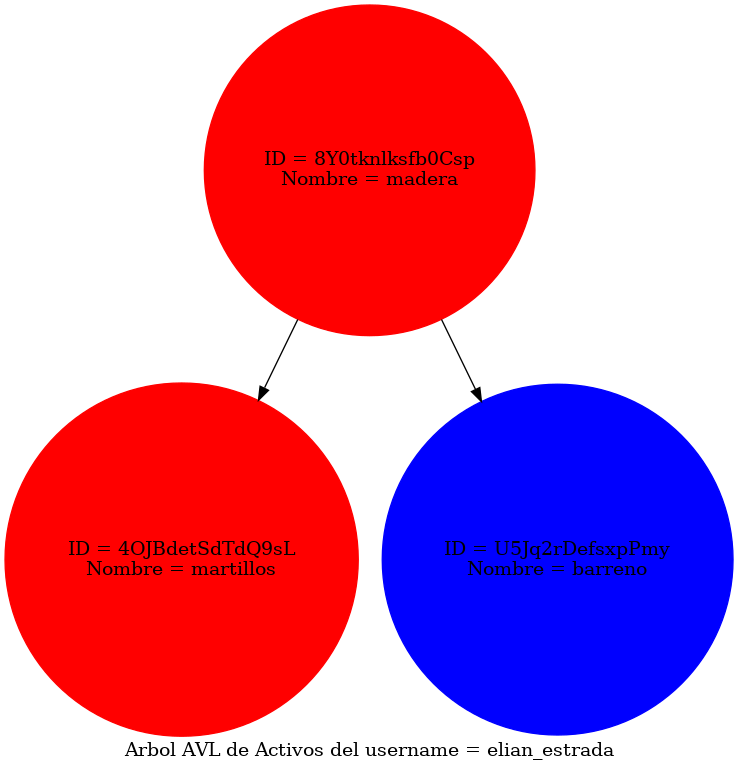 ID = 8Y0tknlksfb0Csp
Nombre = madera
ID = 4OJBdetSdTdQ9sL
Nombre = martillos
ID = U5Jq2rDefsxpPmy
Nombre = barreno
Arbol AVL de Activos del username = elian_estrada